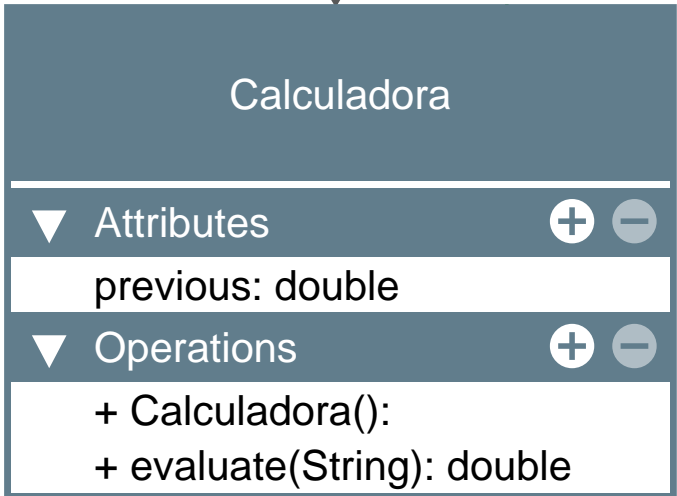 Calculadora
Attributes
previous: double
Operations
+ Calculadora():
+ evaluate(String): double